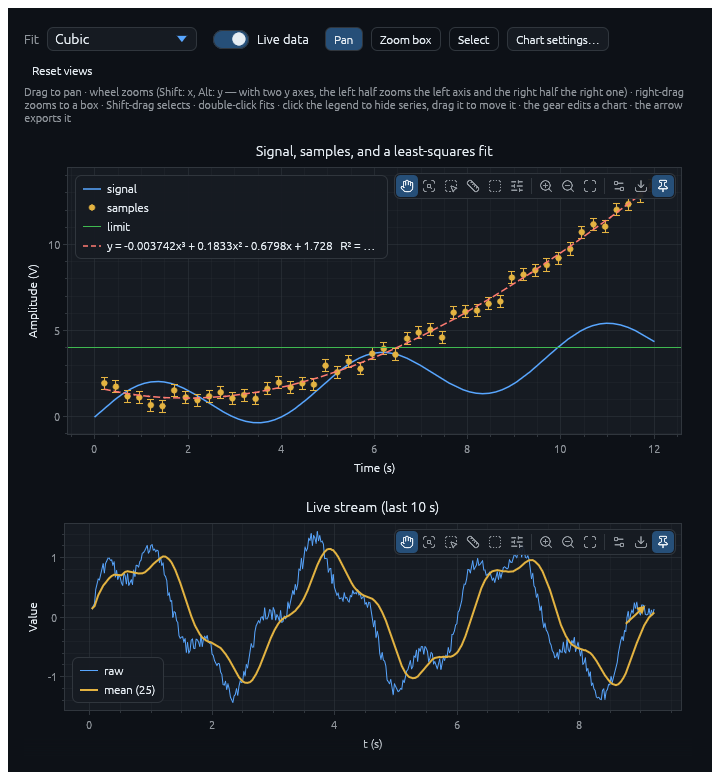 Fit Cubic Live data Pan Zoom box Select Chart settings...
Reset views
Drag to pan · wheel zooms (Shift: x, Alt: y — with two y axes, the left half zooms the left axis and the right half the right one) · right-drag
zooms to a box · Shift-drag selects · double-click fits · click the legend to hide series, drag it to move it · the gear edits a chart · the arrow
exports it
Signal, samples, and a least-squares fit
signal
samples
limit
y = -0.003742x³ + 0.1833x² - 0.6798x + 1.728 R² = ...
10
5
0
Amplitude (V)
0 2 4 6 8 10 12
Time (s)
Live stream (last 10 s)
1
0
-1
Value
raw
mean (25)
0 2 4 6 8
t (s)